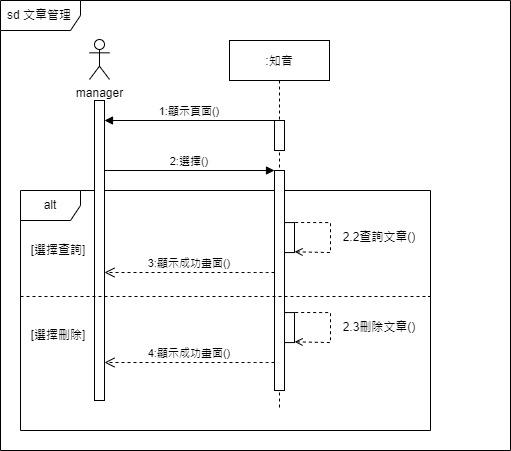 sd 文章管理
manager
:知音
1:顯示頁面()
2:選擇()
alt
[選擇查詢]
2.2查詢文章()
3:顯示成功畫面()
[選擇刪除]
2.3刪除文章()
4:顯示成功畫面()